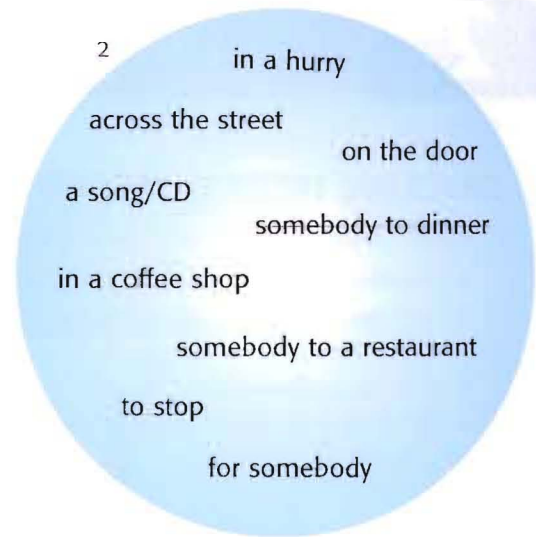 2
in a hurry
across the street
on the door
a song/CD
somebody to dinner
in a coffee shop
somebody to a restaurant
to stop
for somebody